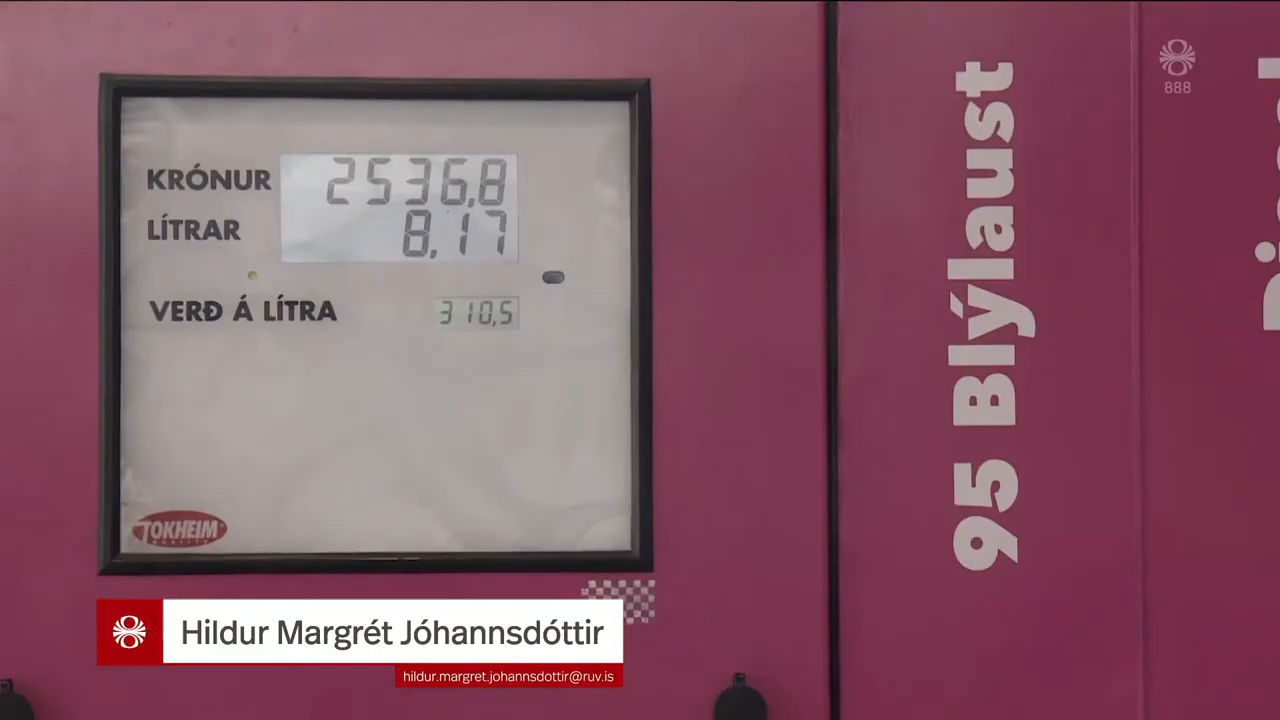 KRÓNUR 2536,8
LÍTRAR 8,17
VERÐ Á LÍTRA 310,5
TOKHEIM
QUALITY
95 Blýlaust
888
Hildur Margrét Jóhannsdóttir
hildur.margret.johannsdottir@ruv.is